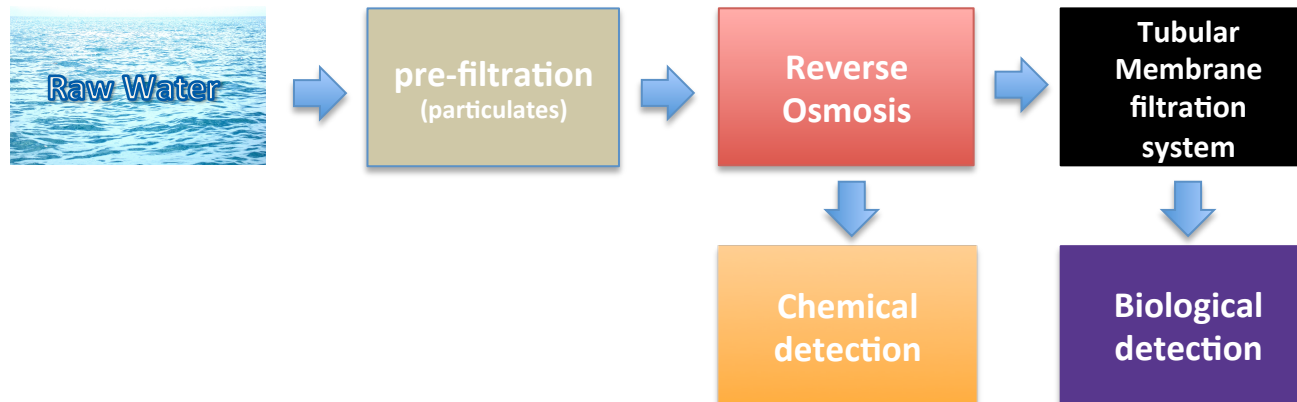 Raw Water
pre-filtration
(particulates)
Reverse
Osmosis
Tubular
Membrane
filtration
system
Chemical
detection
Biological
detection